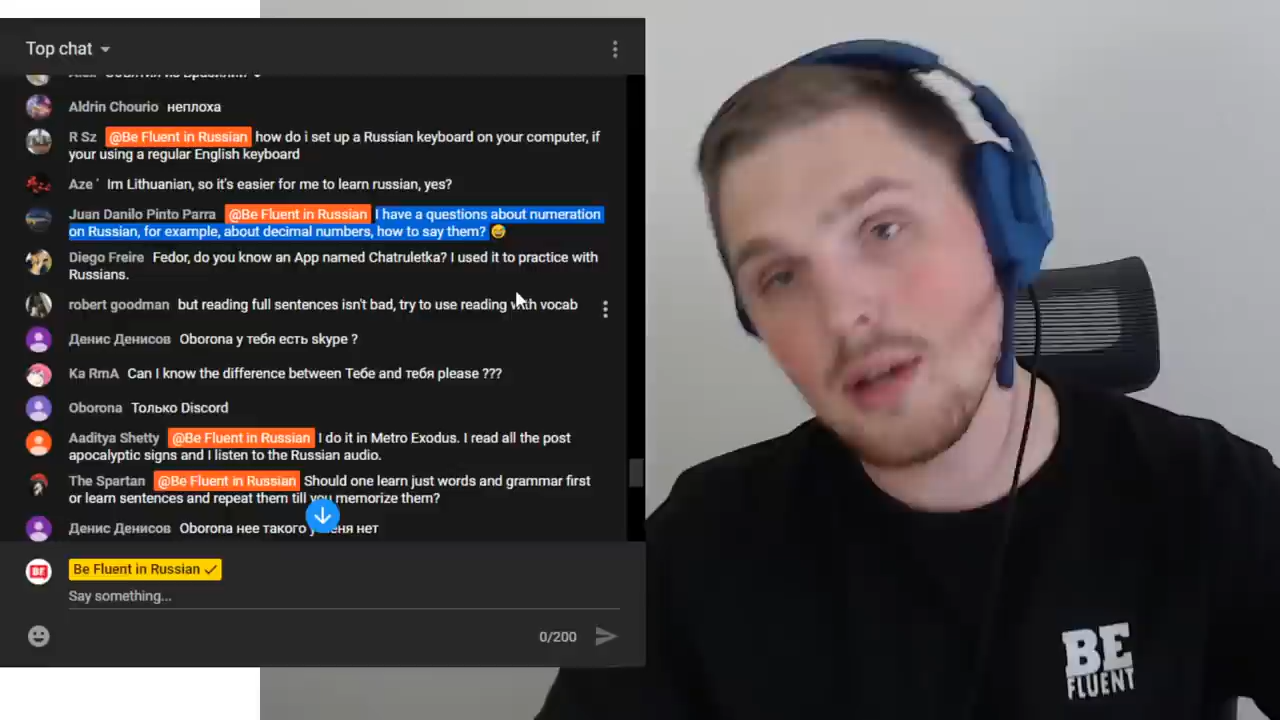 Top chat
Aldrin Chourio неплоха
R Sz @Be Fluent in Russian how do i set up a Russian keyboard on your computer, if
your using a regular English keyboard
Aze ' Im Lithuanian, so it's easier for me to learn russian, yes?
Juan Danilo Pinto Parra @Be Fluent in Russian I have a questions about numeration
on Russian, for example, about decimal numbers, how to say them? 😅
Diego Freire Fedor, do you know an App named Chatruletka? I used it to practice with
Russians.
robert goodman but reading full sentences isn't bad, try to use reading with vocab
Денис Денисов Oborona у тебя есть skype ?
Ka RmA Can I know the difference between Тебе and тебя please ???
Oborona Только Discord
Aaditya Shetty @Be Fluent in Russian I do it in Metro Exodus. I read all the post
apocalyptic signs and I listen to the Russian audio.
The Spartan @Be Fluent in Russian Should one learn just words and grammar first
or learn sentences and repeat them till you memorize them?
Денис Денисов Oborona нее такого у меня нет
BE
Be Fluent in Russian ✓
Say something...
0/200
BE
FLUENT